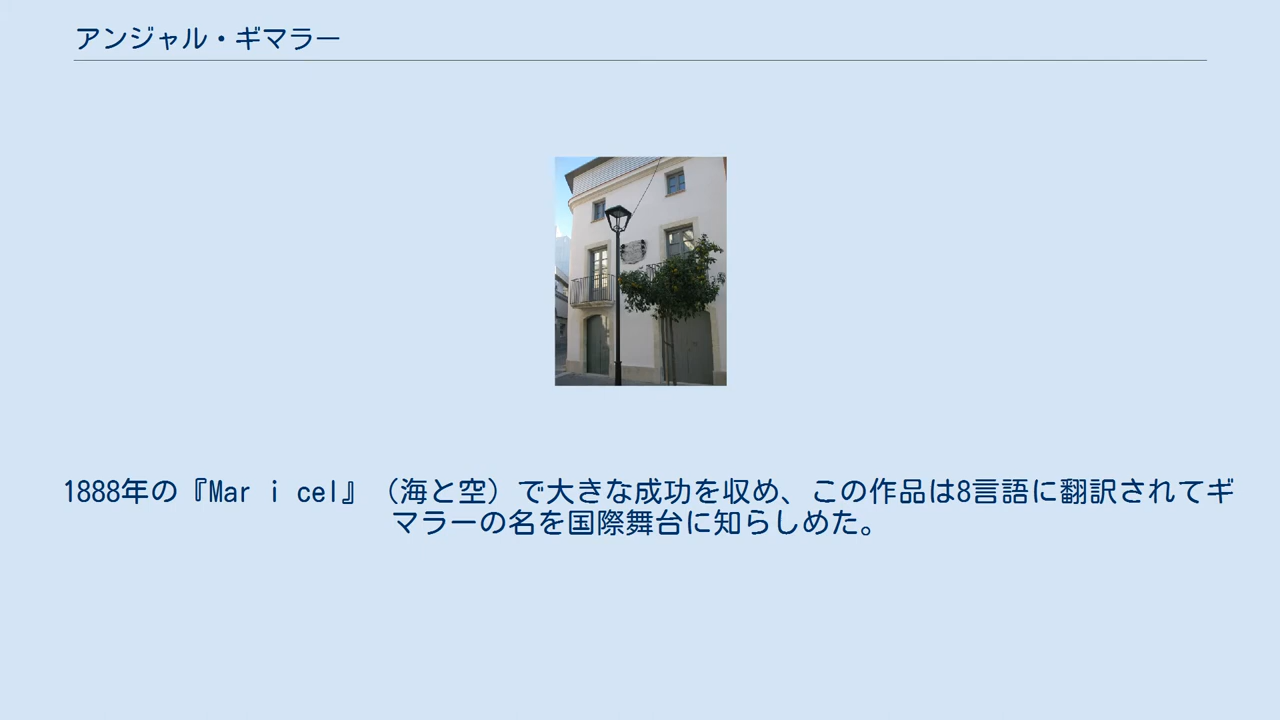 アンジャル・ギマラー
1888年の『Mar i cel』（海と空）で大きな成功を収め、この作品は8言語に翻訳されてギ
マラーの名を国際舞台に知らしめた。